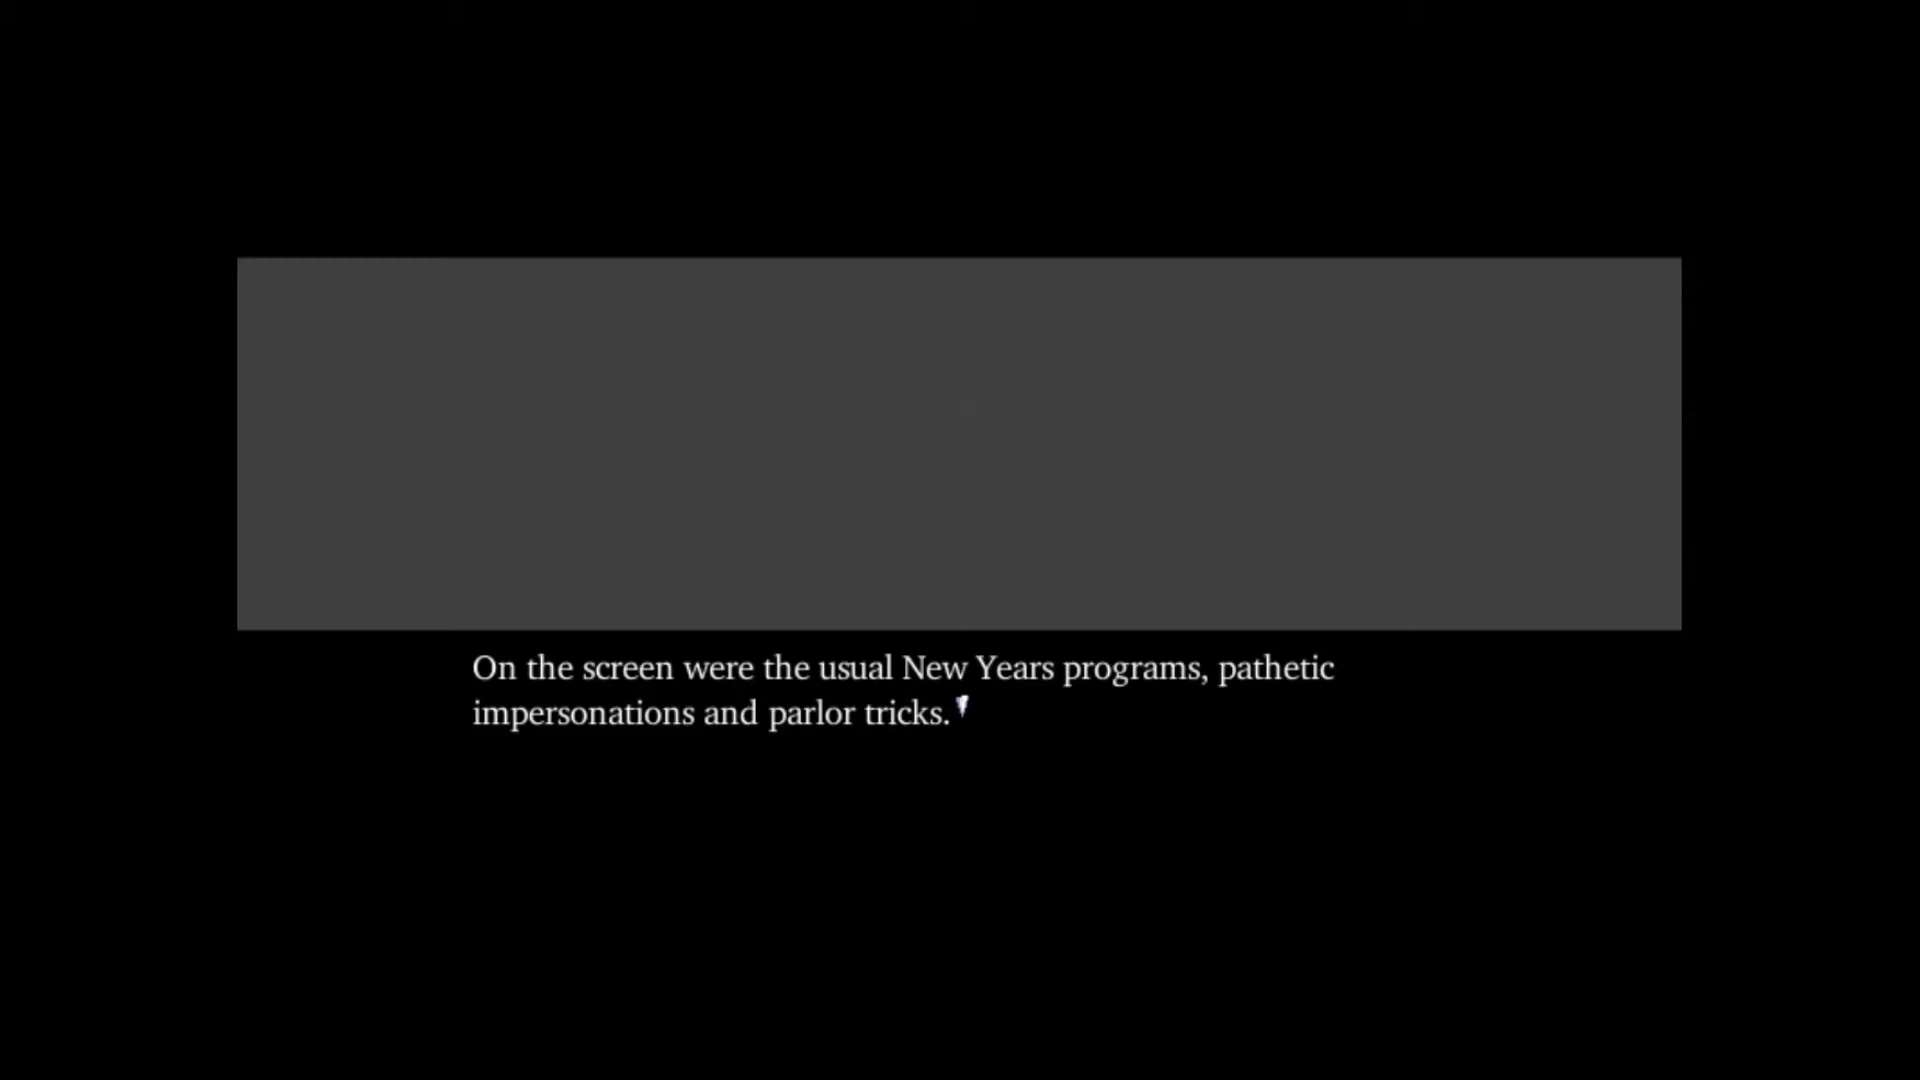 On the screen were the usual New Years programs, pathetic
impersonations and parlor tricks.